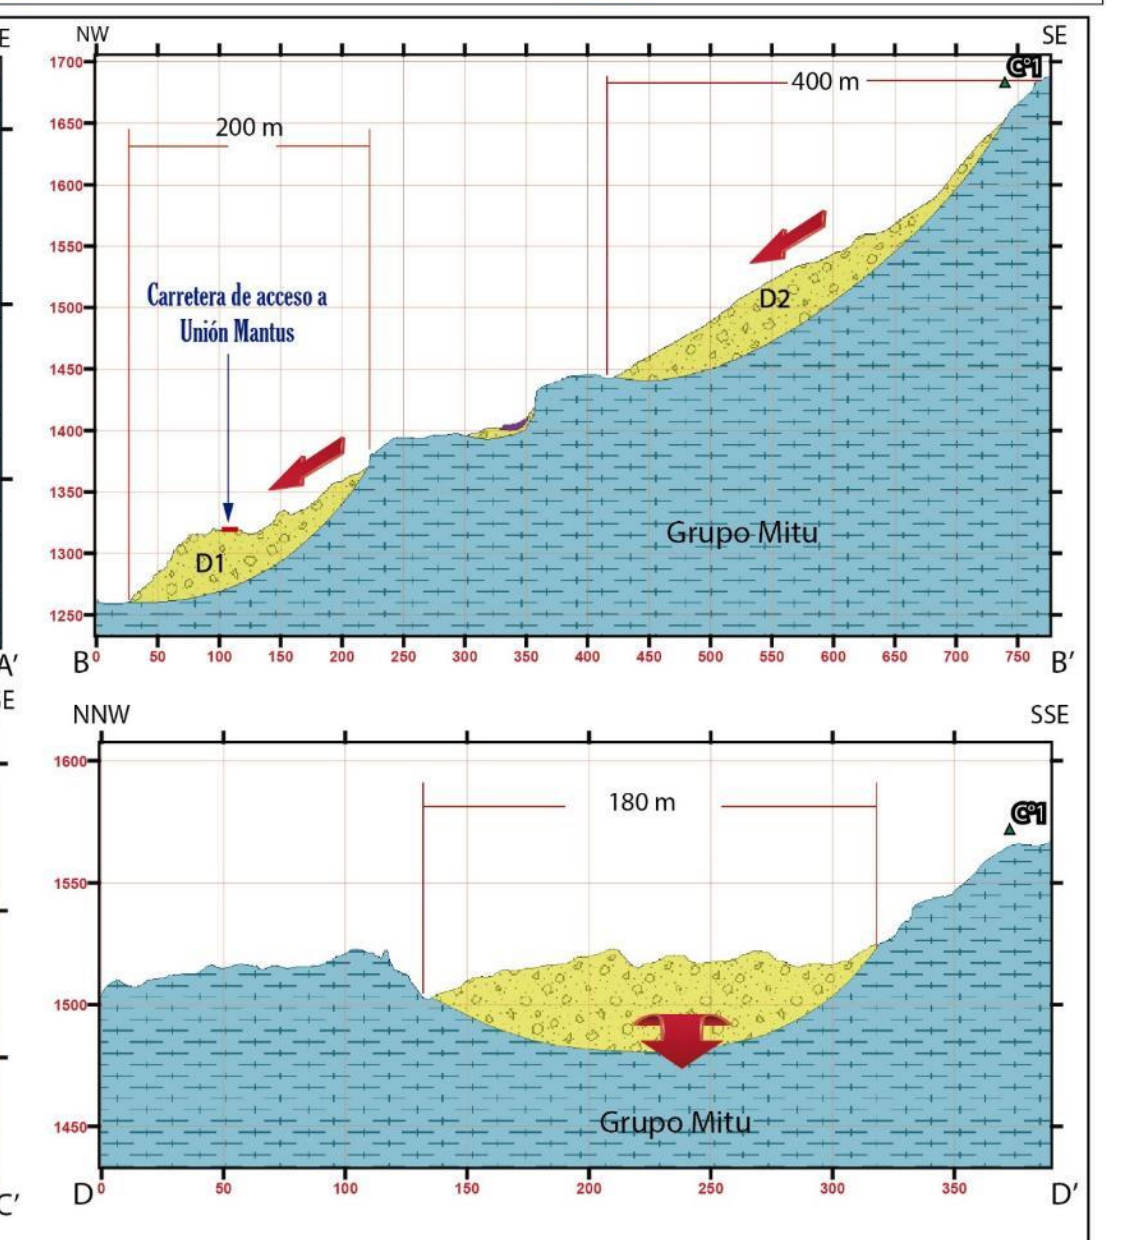 E
NW
SE
1700
C°1
400 m
1650
200 m
1600
1550
Carretera de acceso a
Unión Mantus
1500
D2
1450
1400
1350
Grupo Mitu
1300
D1
1250
A'
B
0 50 100 150 200 250 300 350 400 450 500 550 600 650 700 750
B'
NNW
SSE
1600
180 m
C°1
1550
1500
1450
Grupo Mitu
C'
D
0 50 100 150 200 250 300 350
D'